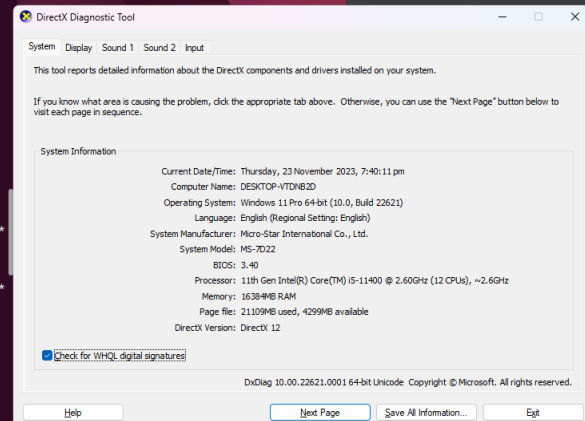 DirectX Diagnostic Tool
System Display Sound 1 Sound 2 Input
This tool reports detailed information about the DirectX components and drivers installed on your system.
If you know what area is causing the problem, click the appropriate tab above. Otherwise, you can use the "Next Page" button below to
visit each page in sequence.
System Information
Current Date/Time: Thursday, 23 November 2023, 7:40:11 pm
Computer Name: DESKTOP-VTDNB2D
Operating System: Windows 11 Pro 64-bit (10.0, Build 22621)
Language: English (Regional Setting: English)
System Manufacturer: Micro-Star International Co., Ltd.
System Model: MS-7D22
BIOS: 3.40
Processor: 11th Gen Intel(R) Core(TM) i5-11400 @ 2.60GHz (12 CPUs), ~2.6GHz
Memory: 16384MB RAM
Page file: 21109MB used, 4299MB available
DirectX Version: DirectX 12
Check for WHQL digital signatures
DxDiag 10.00.22621.0001 64-bit Unicode Copyright © Microsoft. All rights reserved.
Help Next Page Save All Information... Exit